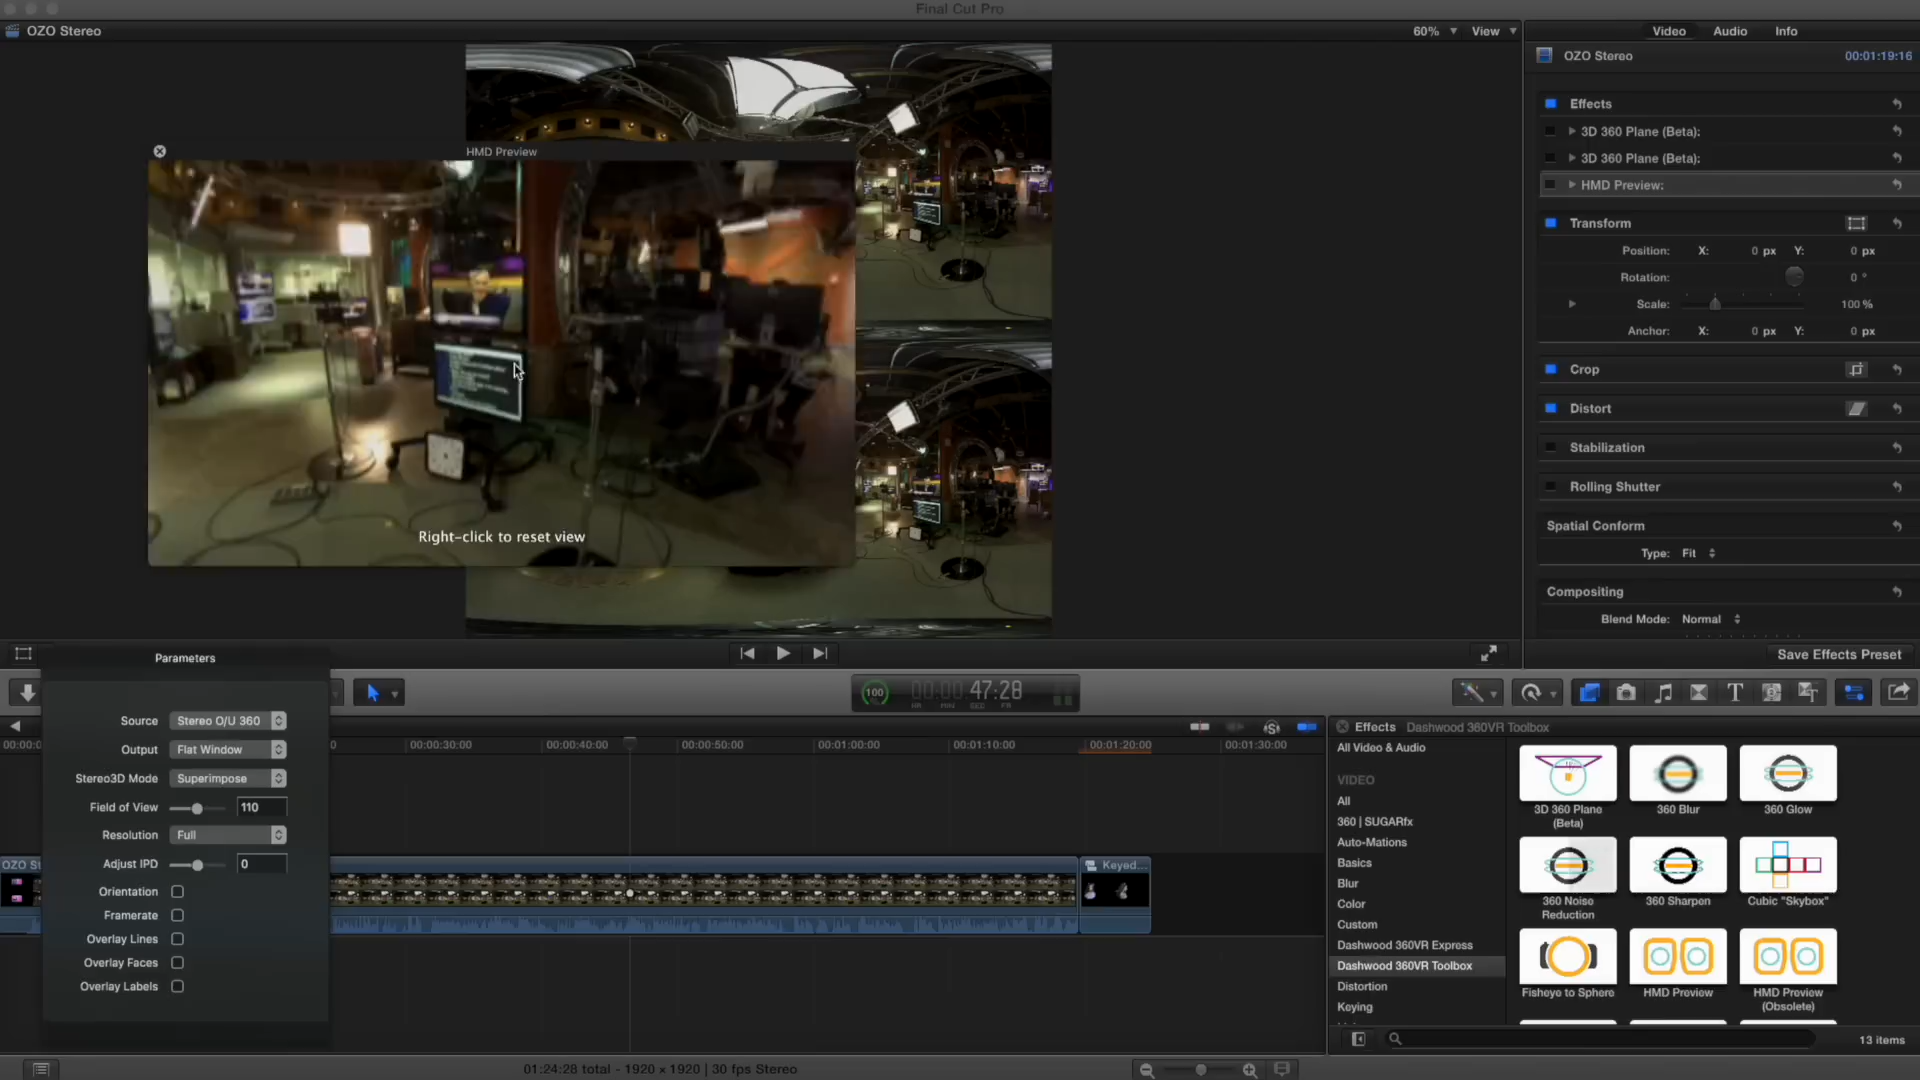 Final Cut Pro
OZO Stereo
60%
View
Video
Audio
Info
OZO Stereo
00:01:19:16
Effects
3D 360 Plane (Beta):
3D 360 Plane (Beta):
HMD Preview:
Transform
Position: X: 0 px Y: 0 px
Rotation: 0 °
Scale: 100 %
Anchor: X: 0 px Y: 0 px
Crop
Distort
Stabilization
Rolling Shutter
Spatial Conform
Type: Fit
Compositing
Blend Mode: Normal
Save Effects Preset
HMD Preview
Right-click to reset view
Parameters
Source Stereo O/U 360
Output Flat Window
Stereo3D Mode Superimpose
Field of View 110
Resolution Full
Adjust IPD 0
Orientation
Framerate
Overlay Lines
Overlay Faces
Overlay Labels
100
00:00 47:28
HR MIN SEC FR
00:00:30:00
00:00:40:00
00:00:50:00
00:01:00:00
00:01:10:00
00:01:20:00
00:01:30:00
Keyed...
Effects Dashwood 360VR Toolbox
All Video & Audio
VIDEO
All
360 | SUGARfx
Auto-Mations
Basics
Blur
Color
Custom
Dashwood 360VR Express
Dashwood 360VR Toolbox
Distortion
Keying
3D 360 Plane
(Beta)
360 Blur
360 Glow
360 Noise
Reduction
360 Sharpen
Cubic "Skybox"
Fisheye to Sphere
HMD Preview
HMD Preview
(Obsolete)
13 items
01:24:28 total - 1920 × 1920 | 30 fps Stereo